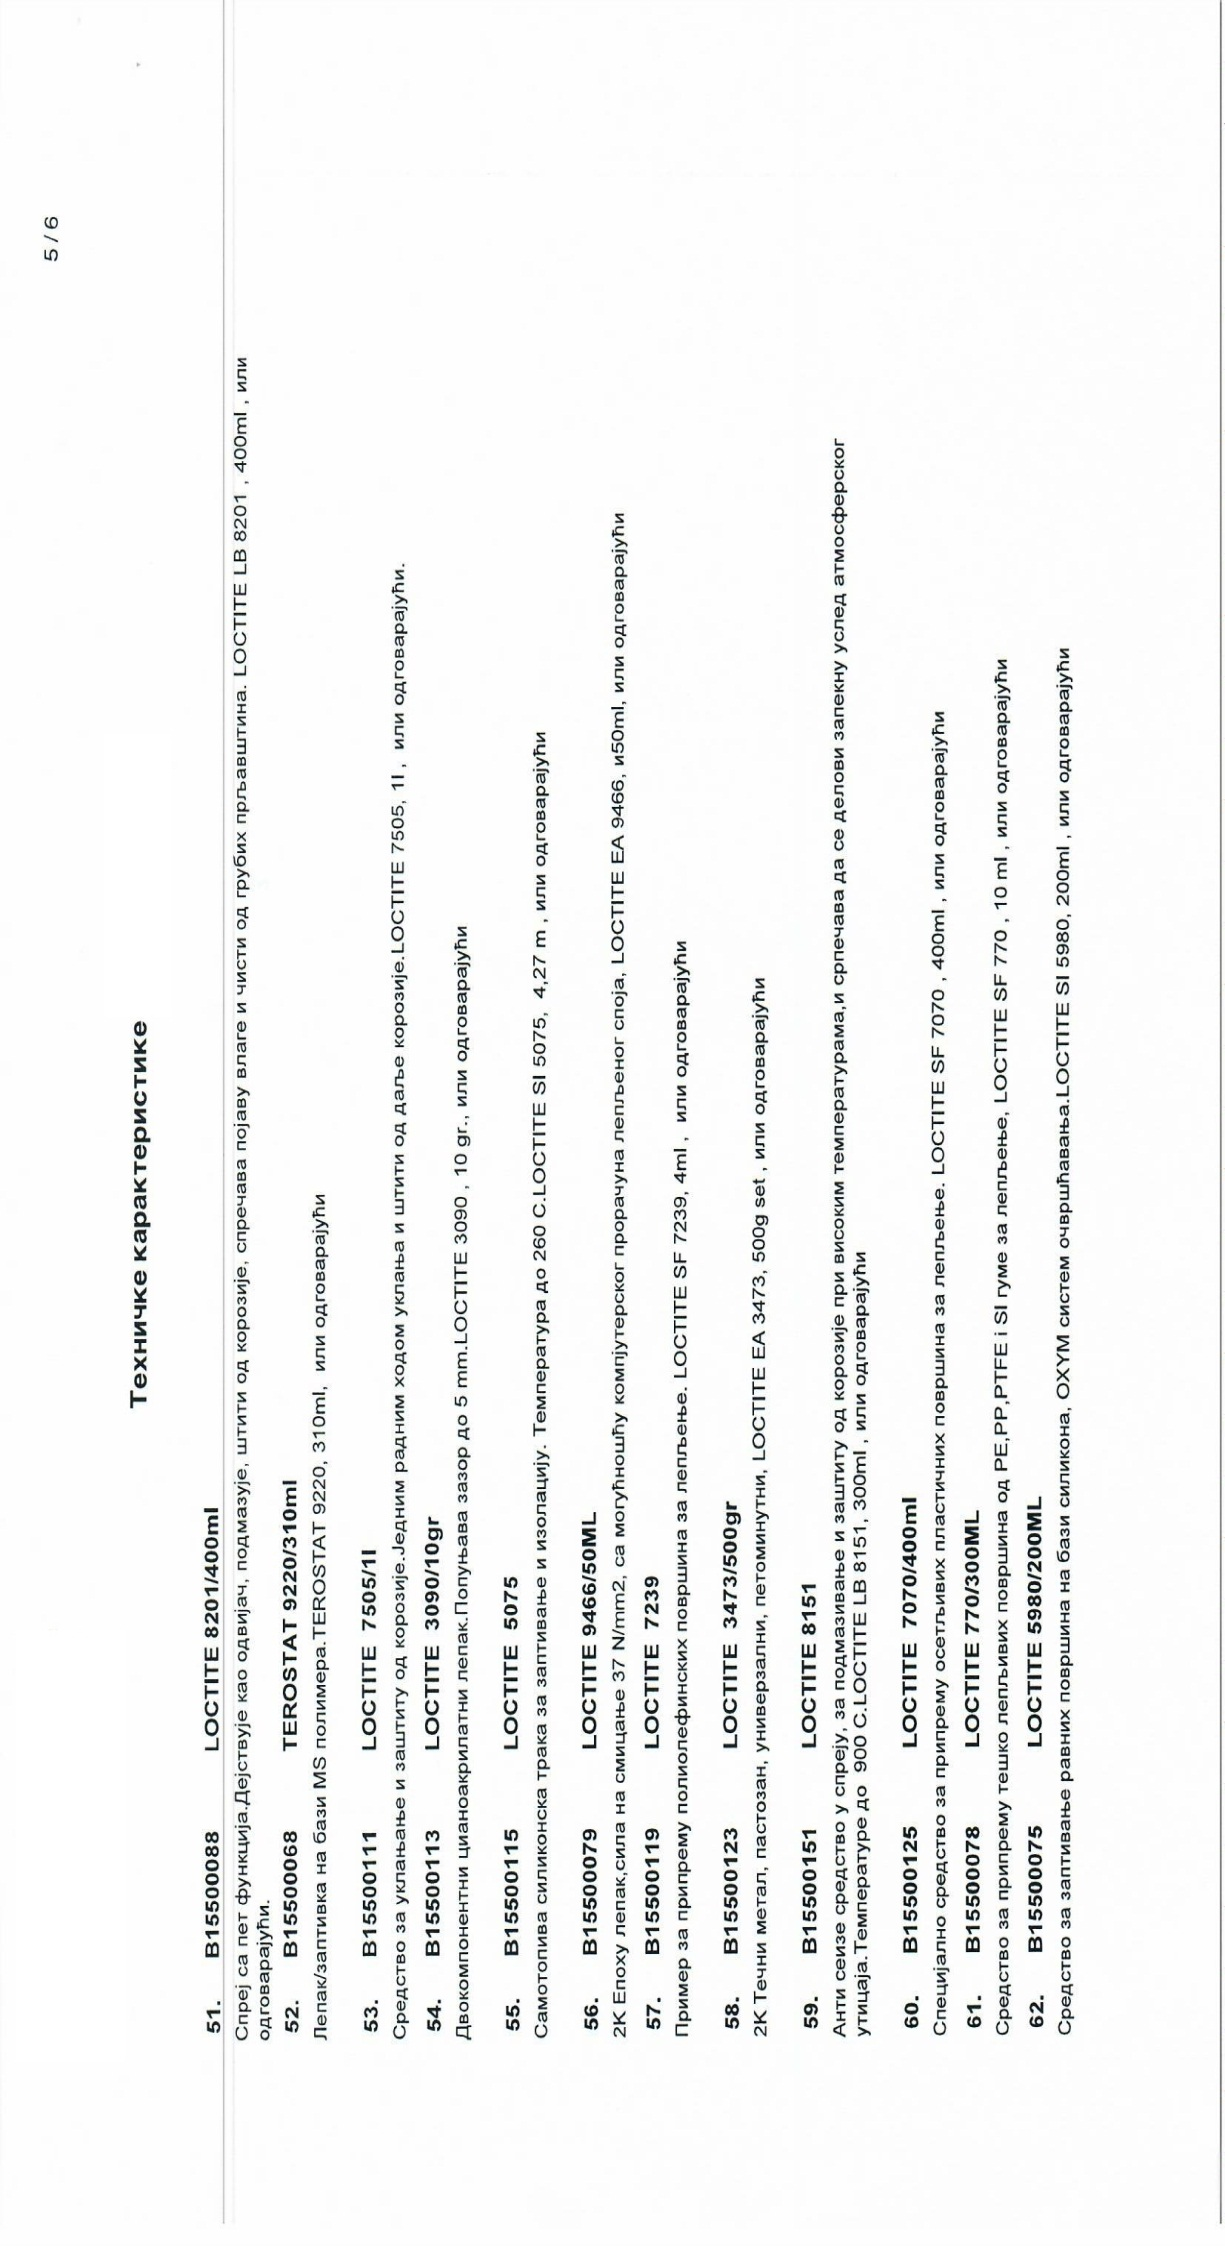 5 / 6
Техничке карактеристике
51. B15500088 LOCTITE 8201/400ml
Спреј са пет функција.Дејствује као одвијач, подмазује, штити од корозије, спречава појаву влаге и чисти од грубих прљавштина. LOCTITE LB 8201 , 400ml , или
одговарајући.
52. B15500068 TEROSTAT 9220/310ml
Лепак/заптивка на бази MS полимера.TEROSTAT 9220, 310ml, или одговарајући
53. B15500111 LOCTITE 7505/1l
Средство за уклањање и заштиту од корозије.Једним радним ходом уклања и штити од даље корозије.LOCTITE 7505, 1l , или одговарајући.
54. B15500113 LOCTITE 3090/10gr
Двокомпонентни цианоакрилатни лепак.Попуњава зазор до 5 mm.LOCTITE 3090 , 10 gr., или одговарајући
55. B15500115 LOCTITE 5075
Самотопива силиконска трака за заптивање и изолацију. Температура до 260 C.LOCTITE SI 5075, 4,27 m , или одговарајући
56. B15500079 LOCTITE 9466/50ML
2K Епоxу лепак,сила на смицање 37 N/mm2, са могућношћу компјутерског прорачуна лепљеног споја, LOCTITE EA 9466, и50ml, или одговарајући
57. B15500119 LOCTITE 7239
Пример за припрему полиолефинских површина за лепљење. LOCTITE SF 7239, 4ml , или одговарајући
58. B15500123 LOCTITE 3473/500gr
2K Течни метал, пастозан, универзални, петоминутни, LOCTITE EA 3473, 500g set , или одговарајући
59. B15500151 LOCTITE 8151
Анти сеизе средство у спреју, за подмазивање и заштиту од корозије при високим температурама,и српечава да се делови запекну услед атмосферског
утицаја.Температуре до 900 C.LOCTITE LB 8151, 300ml , или одговарајући
60. B15500125 LOCTITE 7070/400ml
Специјално средство за припрему осетљивих пластичних површина за лепљење. LOCTITE SF 7070 , 400ml , или одговарајући
61. B15500078 LOCTITE 770/300ML
Средство за припрему тешко лепљивих површина од PE,PP,PTFE i SI гуме за лепљење, LOCTITE SF 770 , 10 ml , или одговарајући
62. B15500075 LOCTITE 5980/200ML
Средство за заптивање равних површина на бази силикона, OXYM систем очвршћавања.LOCTITE SI 5980, 200ml , или одговарајући